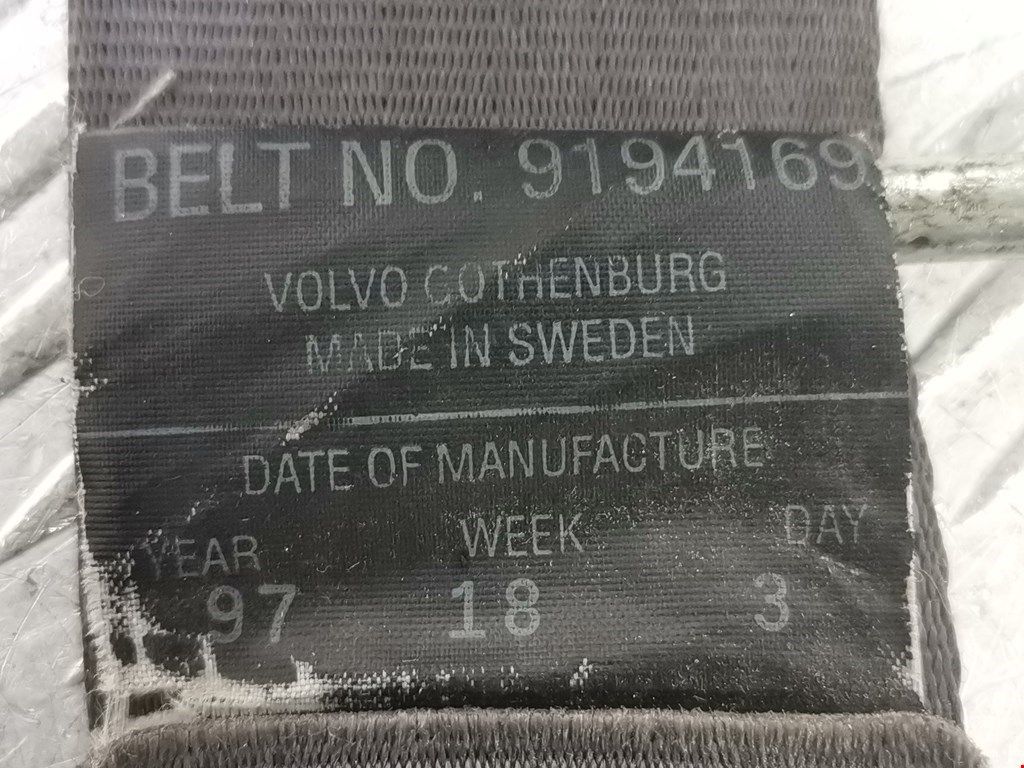 BELT NO. 9194169
VOLVO GOTHENBURG
MADE IN SWEDEN
DATE OF MANUFACTURE
YEAR WEEK DAY
97 18 3